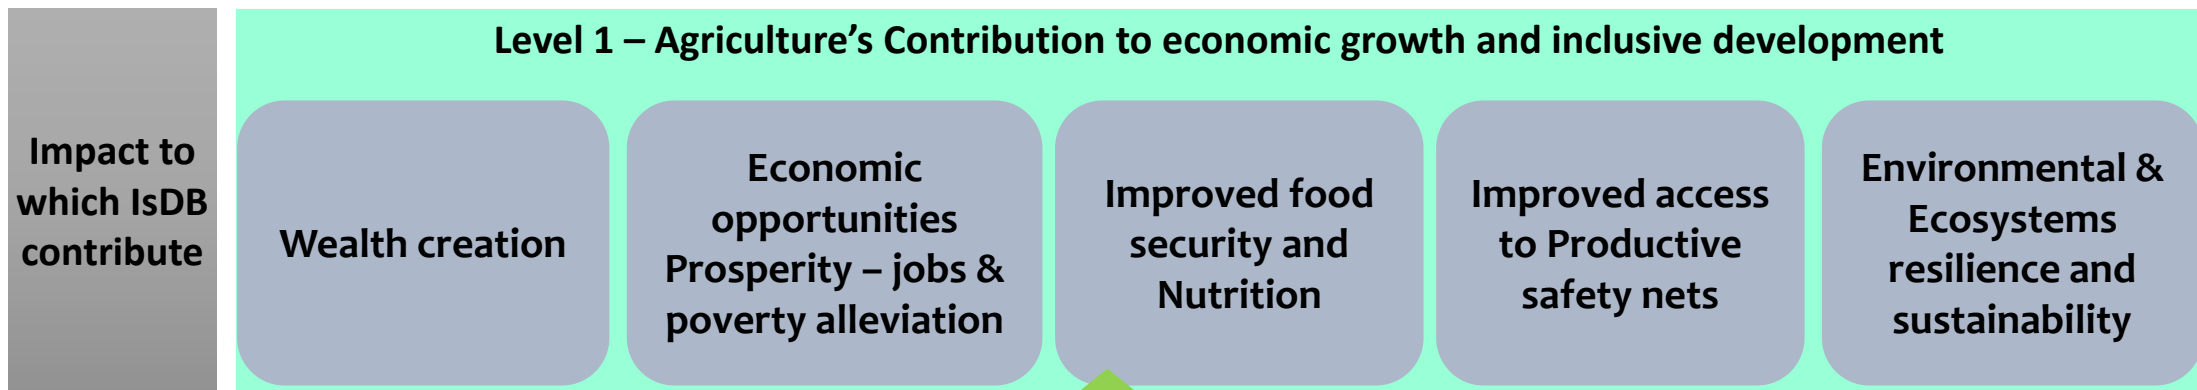 Level 1 – Agriculture's Contribution to economic growth and inclusive development
Impact to
which IsDB
contribute
Wealth creation
Economic
opportunities
Prosperity – jobs &
poverty alleviation
Improved food
security and
Nutrition
Improved access
to Productive
safety nets
Environmental &
Ecosystems
resilience and
sustainability